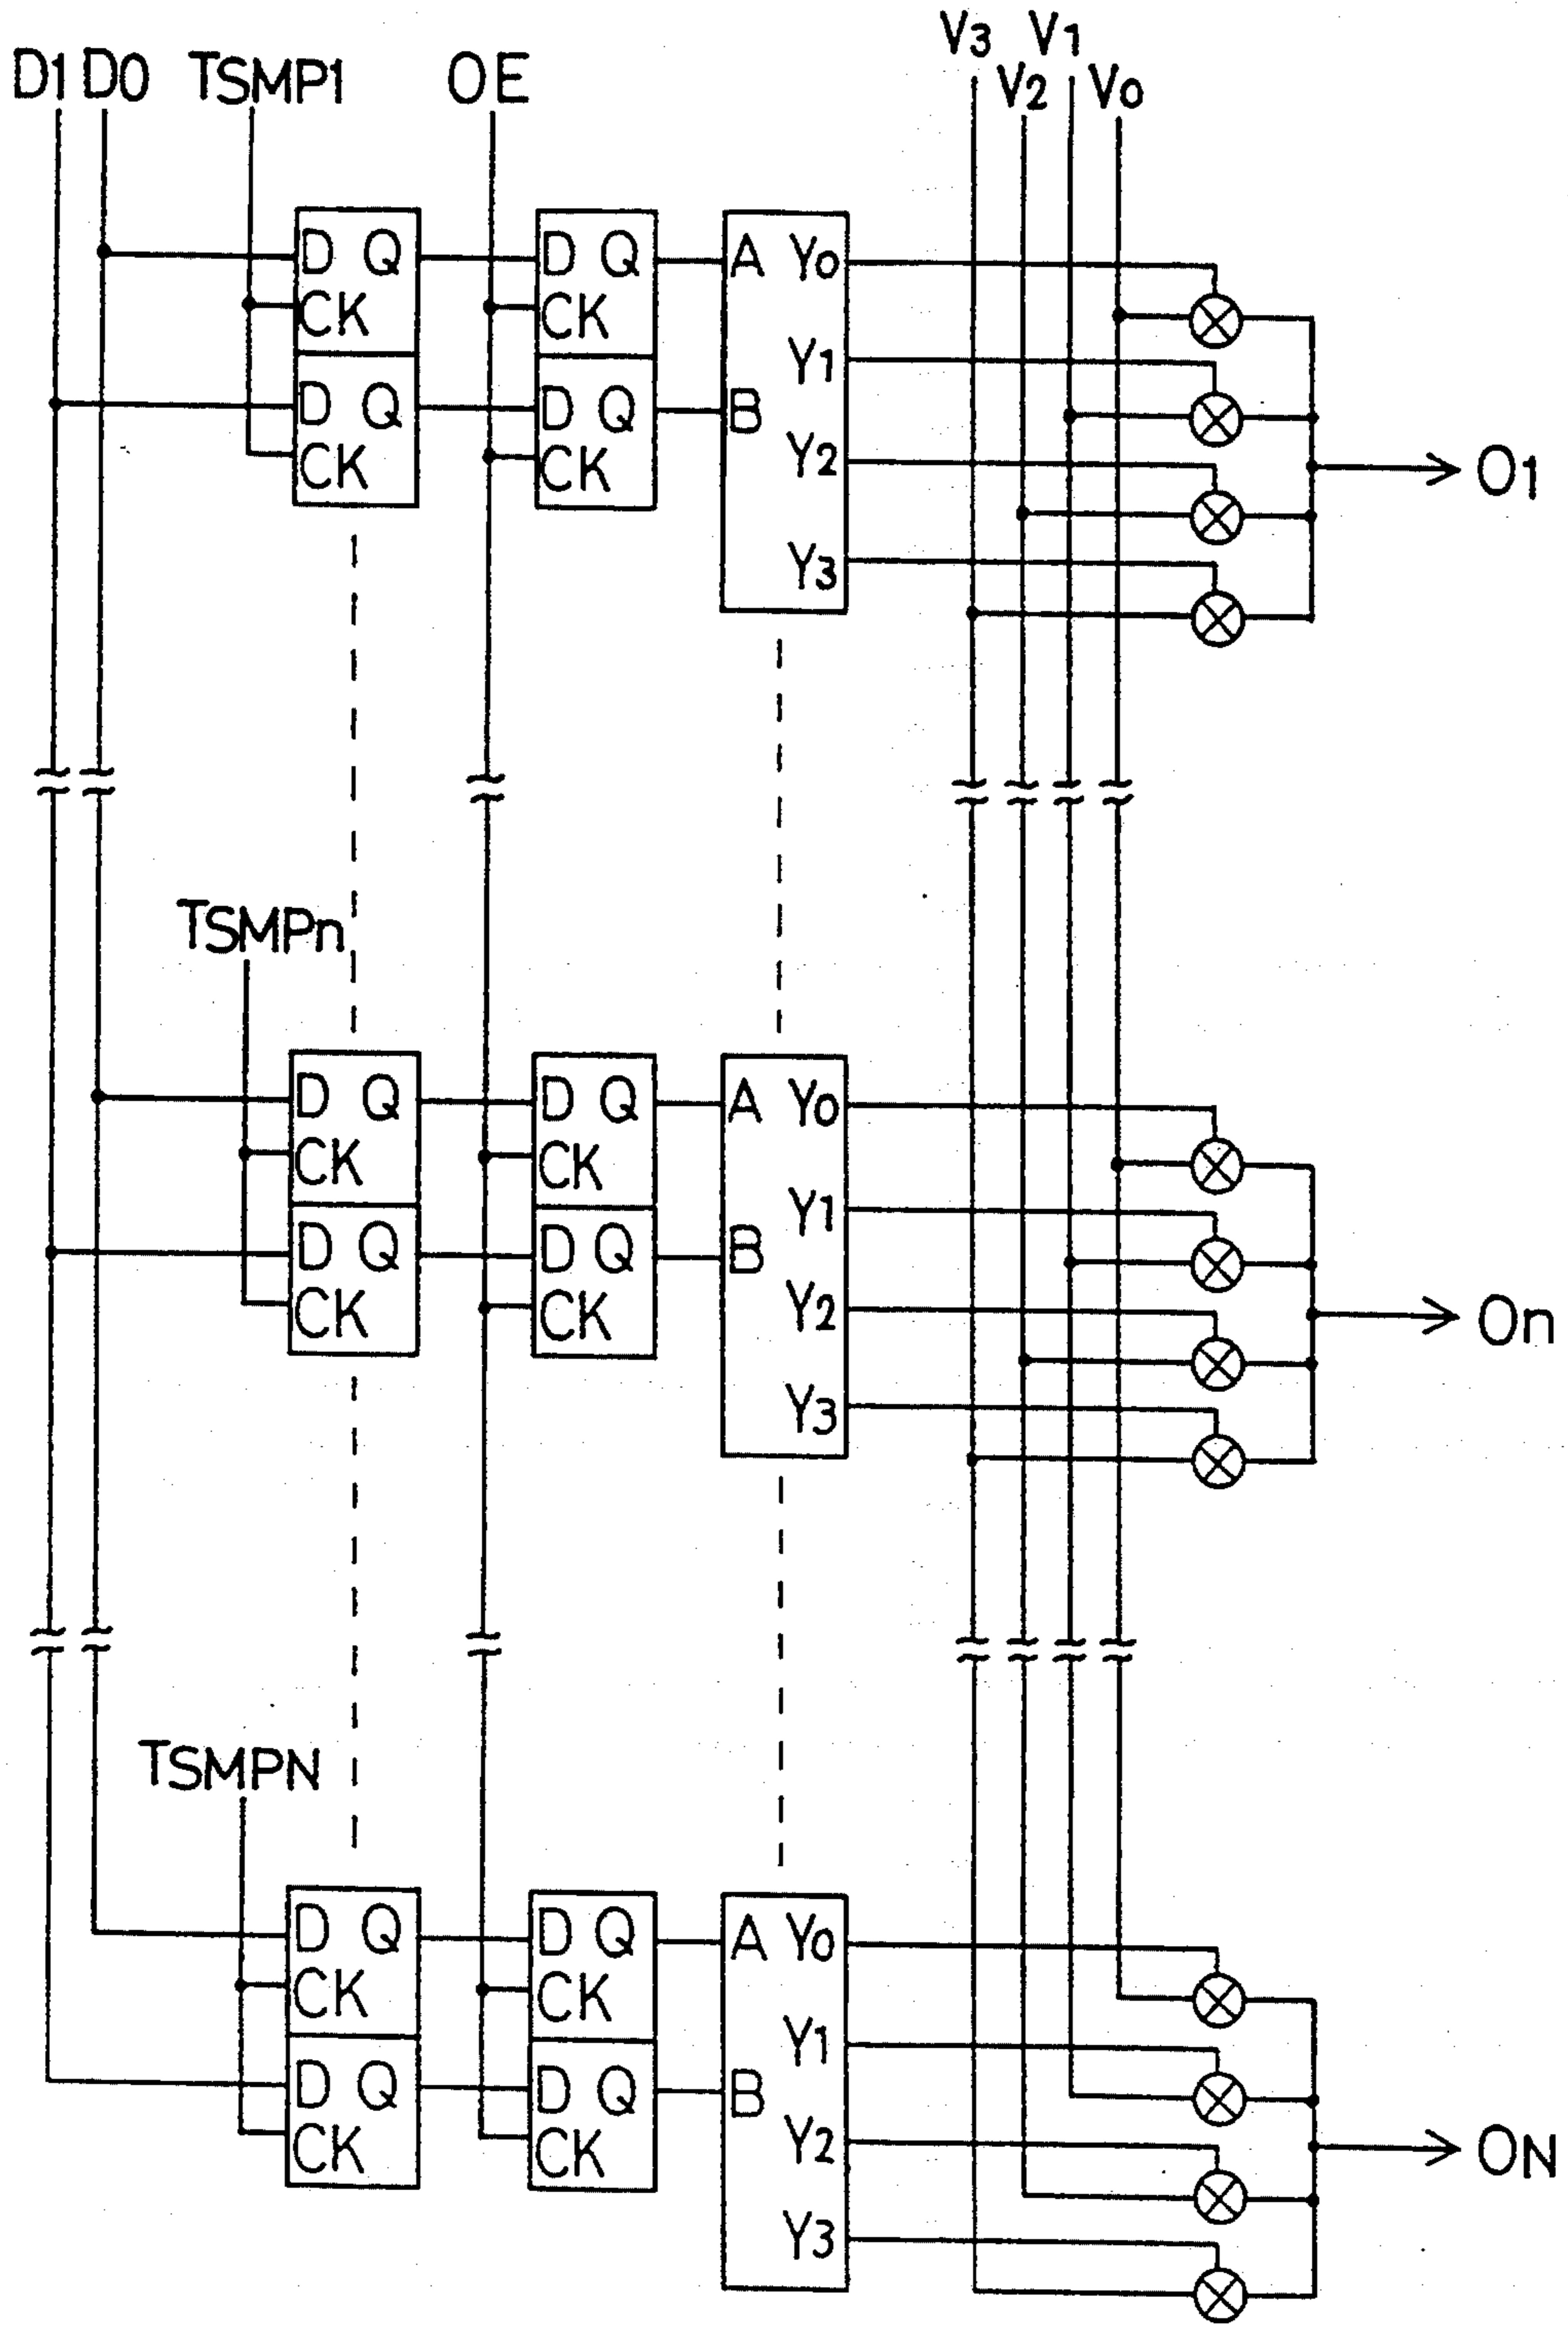 V3 V1
D1 D0 TSMP1 OE V2 V0
D Q D Q A Y0
CK CK
Y1
D Q D Q B
CK CK Y2
O1
Y3
TSMPn
D Q D Q A Y0
CK CK
Y1
D Q D Q B
CK CK Y2
On
Y3
TSMPN
D Q D Q A Y0
CK CK
Y1
D Q D Q B
CK CK Y2
ON
Y3